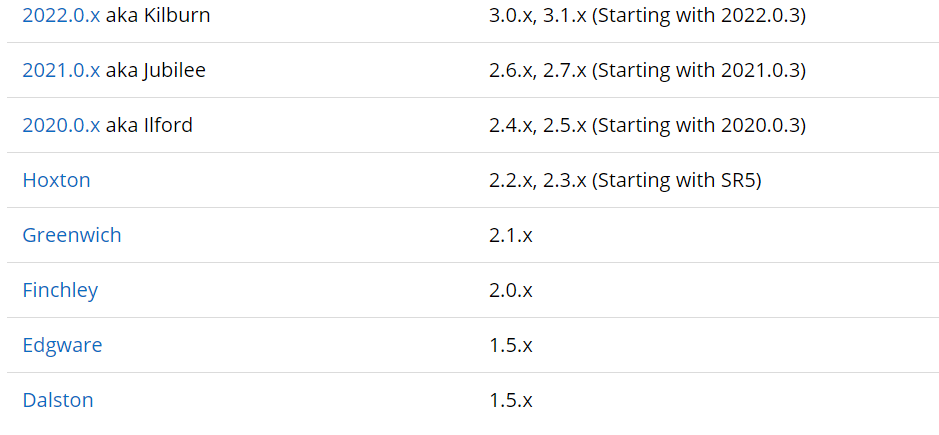 2022.0.x aka Kilburn 3.0.x, 3.1.x (Starting with 2022.0.3)
2021.0.x aka Jubilee 2.6.x, 2.7.x (Starting with 2021.0.3)
2020.0.x aka Ilford 2.4.x, 2.5.x (Starting with 2020.0.3)
Hoxton 2.2.x, 2.3.x (Starting with SR5)
Greenwich 2.1.x
Finchley 2.0.x
Edgware 1.5.x
Dalston 1.5.x